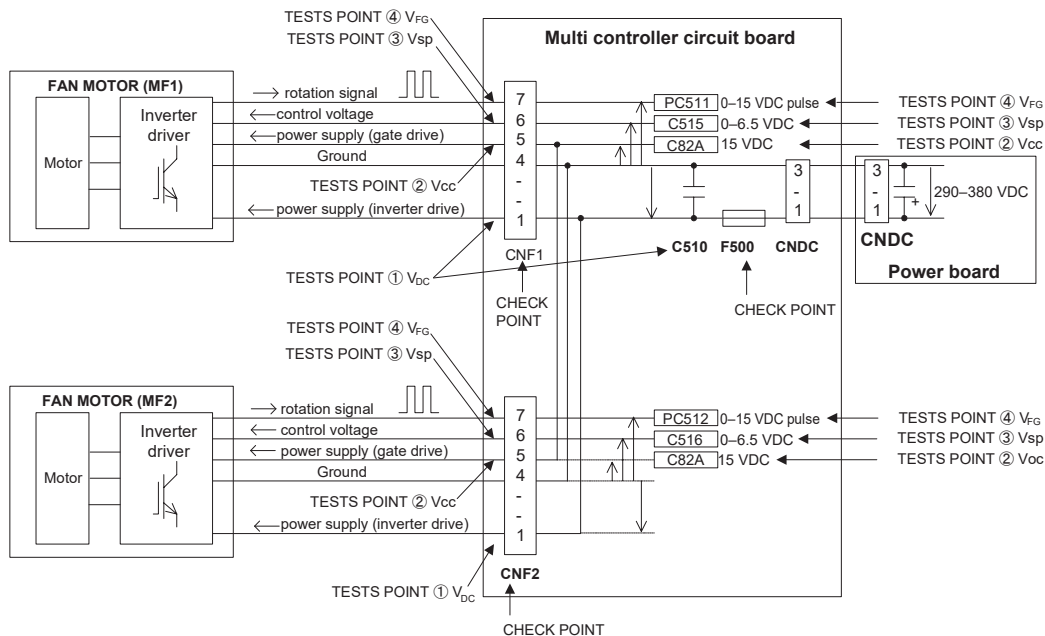 TESTS POINT ④ VFG
TESTS POINT ③ Vsp
Multi controller circuit board
FAN MOTOR (MF1)
Motor
Inverter
driver
→ rotation signal
← control voltage
← power supply (gate drive)
Ground
TESTS POINT ② Vcc
← power supply (inverter drive)
TESTS POINT ① VDC
7
6
5
4
-
-
1
CNF1
CHECK
POINT
PC511 0–15 VDC pulse
C515 0–6.5 VDC
C82A 15 VDC
TESTS POINT ④ VFG
TESTS POINT ③ Vsp
TESTS POINT ② Vcc
C510 F500 CNDC
3
-
1
CHECK POINT
3
-
1
+
290–380 VDC
CNDC
Power board
TESTS POINT ④ VFG
TESTS POINT ③ Vsp
FAN MOTOR (MF2)
Motor
Inverter
driver
→ rotation signal
← control voltage
← power supply (gate drive)
Ground
TESTS POINT ② Vcc
← power supply (inverter drive)
TESTS POINT ① VDC
7
6
5
4
-
-
1
CNF2
CHECK POINT
PC512 0–15 VDC pulse
C516 0–6.5 VDC
C82A 15 VDC
TESTS POINT ④ VFG
TESTS POINT ③ Vsp
TESTS POINT ② Voc